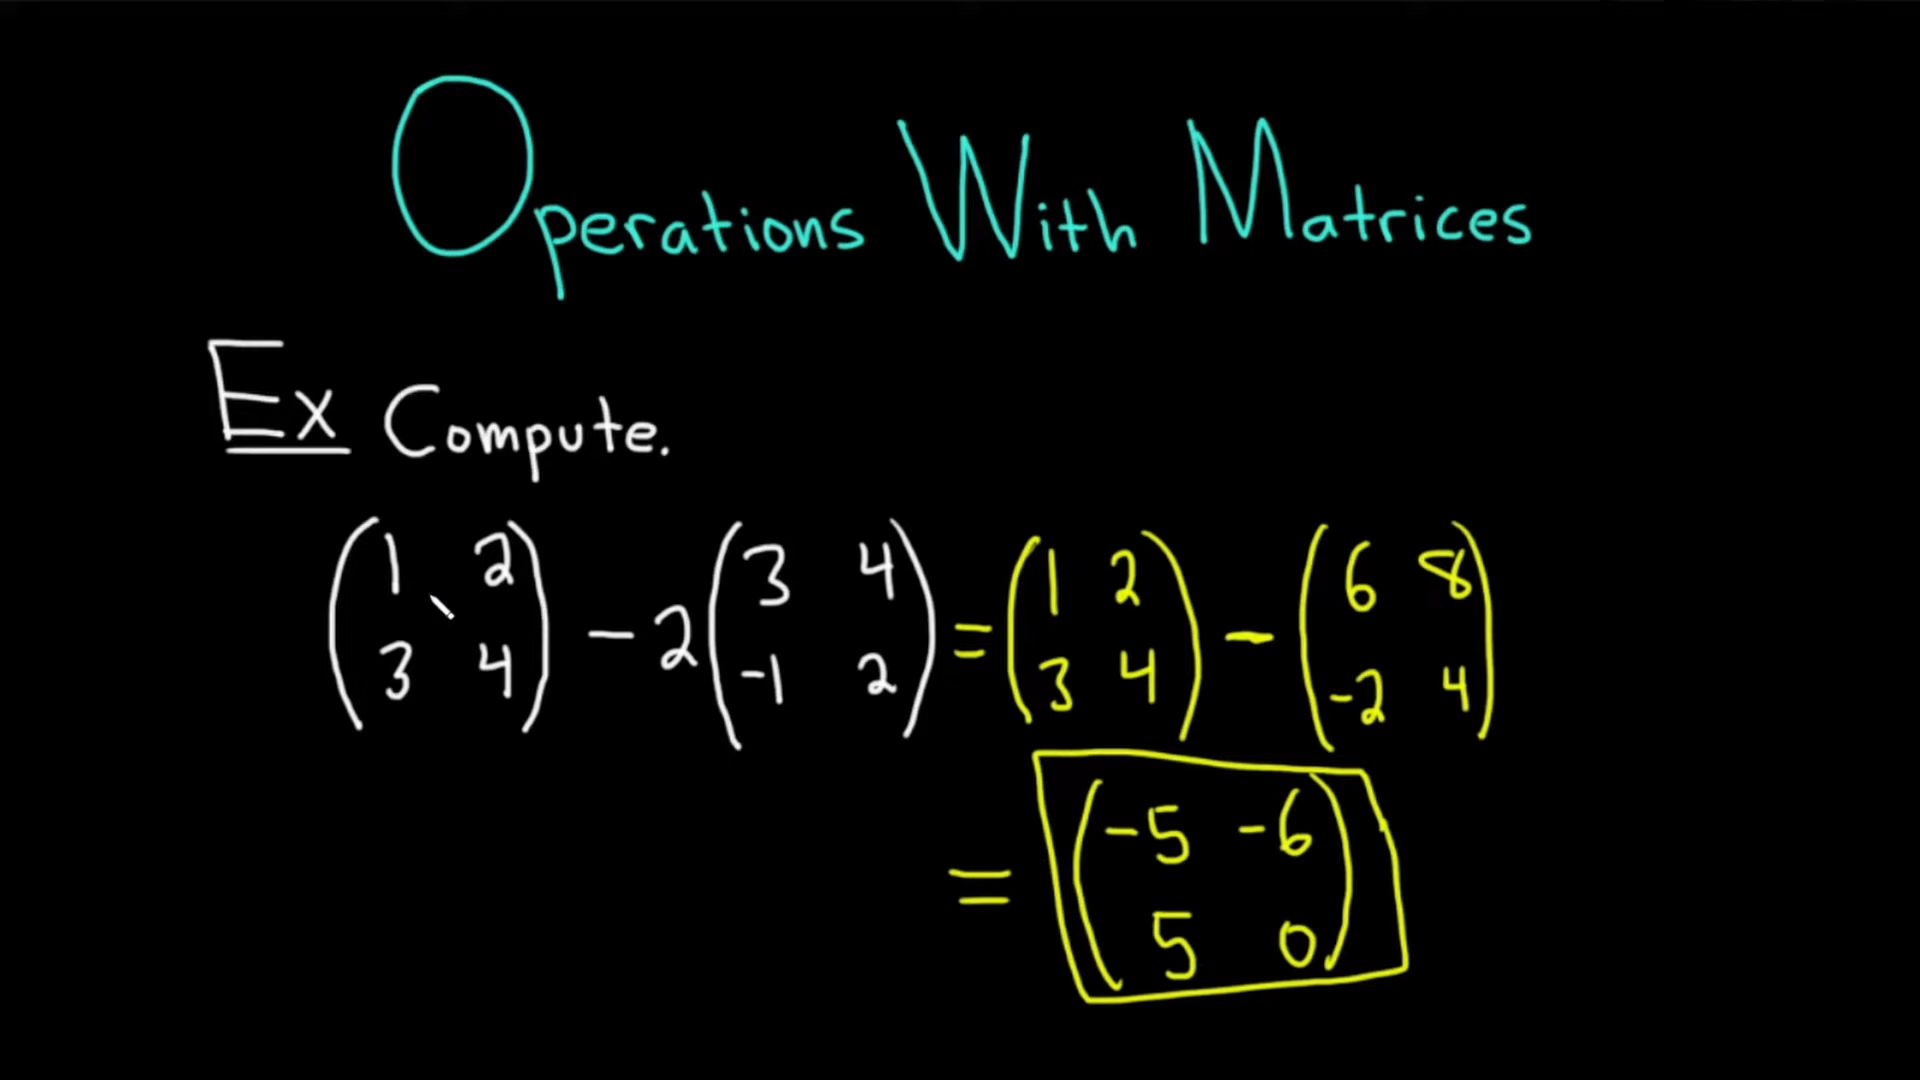 Operations With Matrices
Ex Compute.
(1 2
3 4) - 2(3 4
-1 2) = (1 2
3 4) - (6 8
-2 4)
= (-5 -6
5 0)